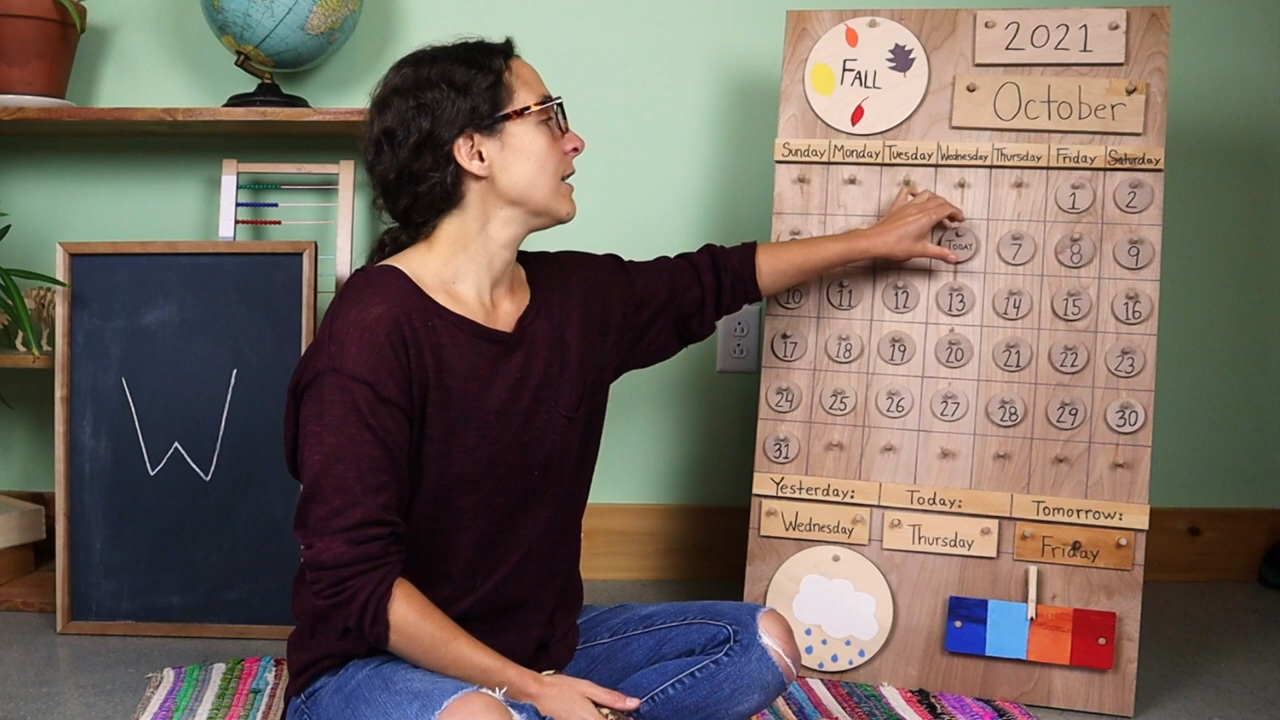 W
FALL
2021
October
Sunday Monday Tuesday Wednesday Thursday Friday Saturday
1 2
TODAY 7 8 9
10 11 12 13 14 15 16
17 18 19 20 21 22 23
24 25 26 27 28 29 30
31
Yesterday: Today: Tomorrow:
Wednesday Thursday Friday